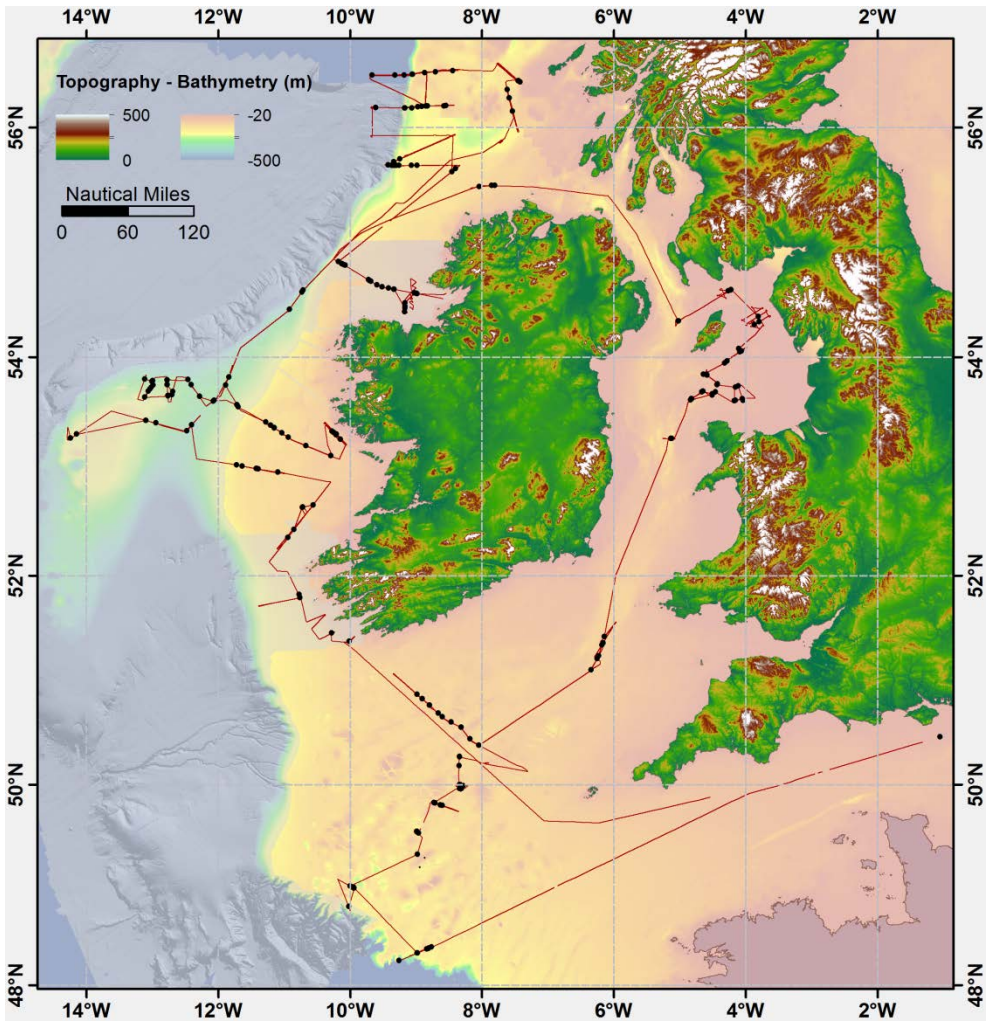 14°W 12°W 10°W 8°W 6°W 4°W 2°W
Topography - Bathymetry (m)
500 -20
0 -500
Nautical Miles
0 60 120
56°N 56°N
54°N 54°N
52°N 52°N
50°N 50°N
48°N 48°N
14°W 12°W 10°W 8°W 6°W 4°W 2°W